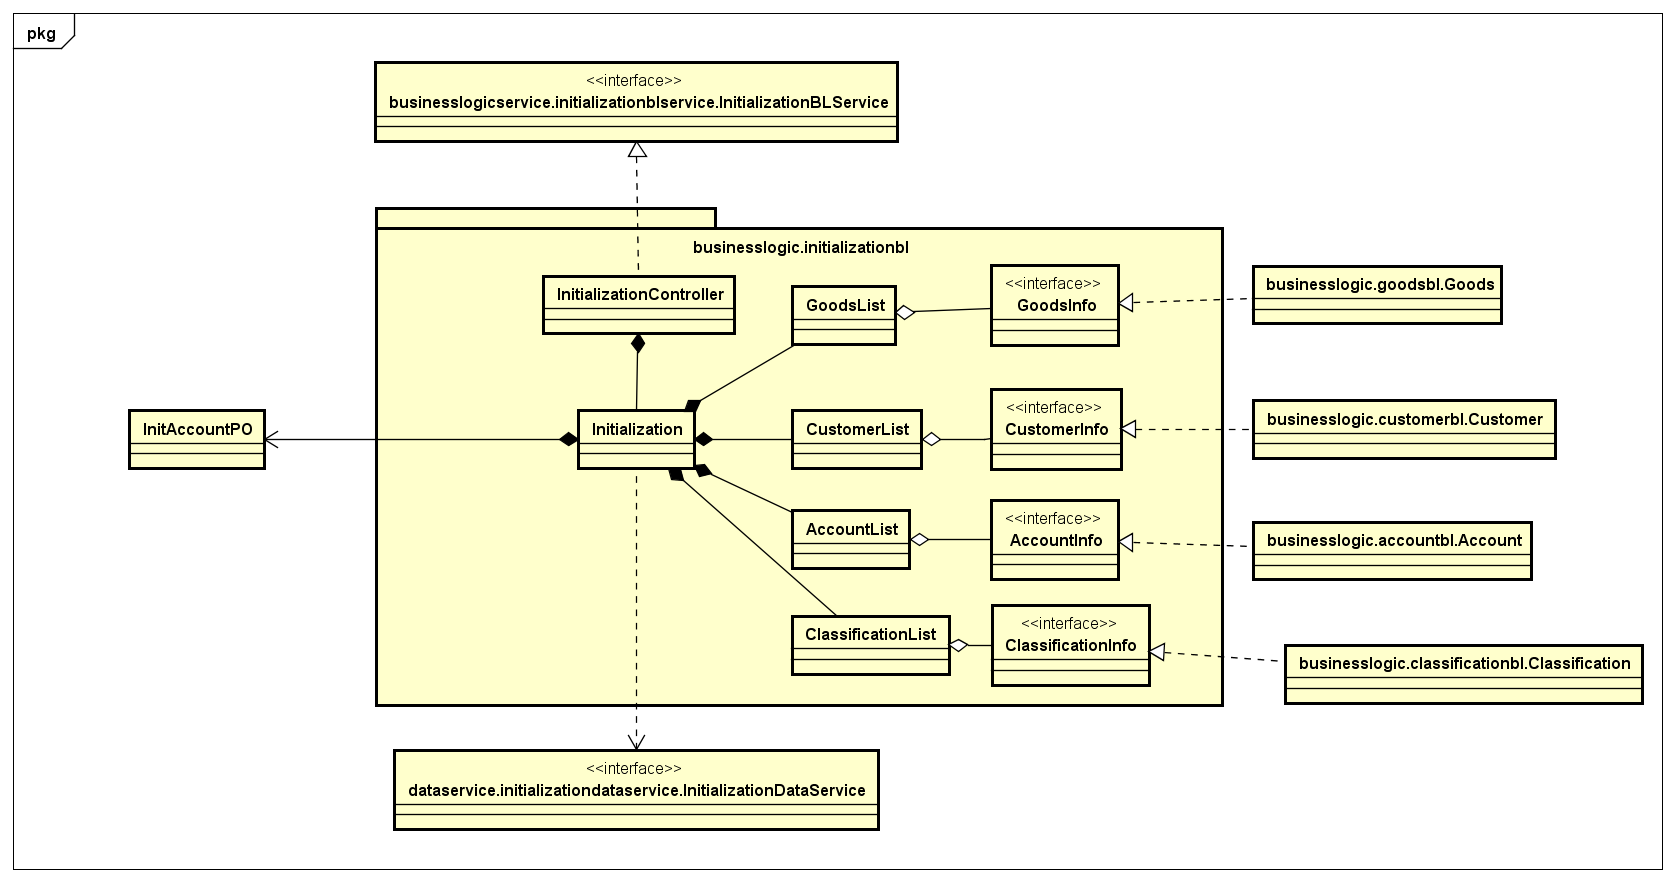 pkg
<<interface>>
businesslogicservice.initializationblservice.InitializationBLService
businesslogic.initializationbl
InitializationController
GoodsList
<<interface>>
GoodsInfo
businesslogic.goodsbl.Goods
InitAccountPO
Initialization
CustomerList
<<interface>>
CustomerInfo
businesslogic.customerbl.Customer
AccountList
<<interface>>
AccountInfo
businesslogic.accountbl.Account
ClassificationList
<<interface>>
ClassificationInfo
businesslogic.classificationbl.Classification
<<interface>>
dataservice.initializationdataservice.InitializationDataService